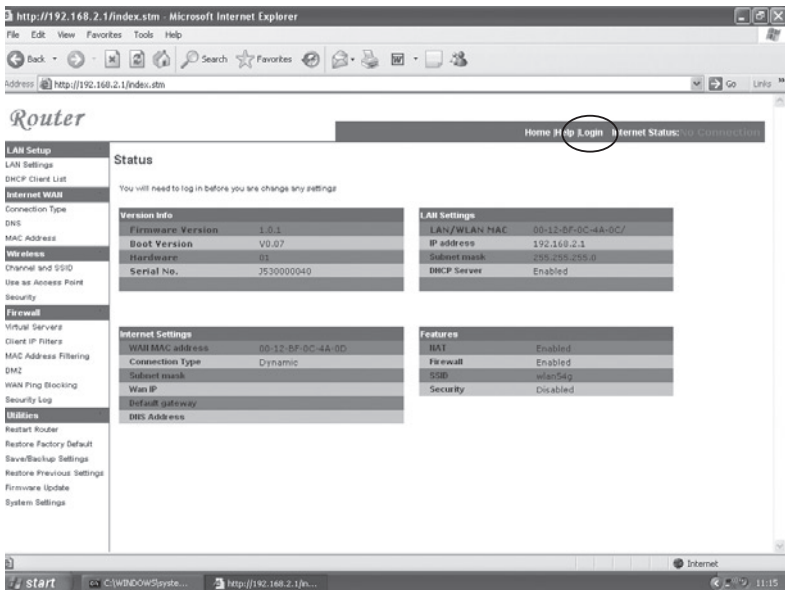 http://192.168.2.1/index.stm - Microsoft Internet Explorer
File Edit View Favorites Tools Help
Back Search Favorites
Address http://192.168.2.1/index.stm Go Links
Router
Home |Help |Login Internet Status:No Connection
LAN Setup
LAN Settings
DHCP Client List
Internet WAN
Connection Type
DNS
MAC Address
Wireless
Channel and SSID
Use as Access Point
Security
Firewall
Virtual Servers
Client IP Filters
MAC Address Filtering
DMZ
WAN Ping Blocking
Security Log
Utilities
Restart Router
Restore Factory Default
Save/Backup Settings
Restore Previous Settings
Firmware Update
System Settings
Status
You will need to log in before you are change any settings
Version Info
Firmware Version 1.0.1
Boot Version V0.07
Hardware 01
Serial No. J530000040
LAN Settings
LAN/WLAN MAC 00-12-BF-0C-4A-0C/
IP address 192.168.2.1
Subnet mask 255.255.255.0
DHCP Server Enabled
Internet Settings
WAN MAC address 00-12-BF-0C-4A-0D
Connection Type Dynamic
Subnet mask
Wan IP
Default gateway
DNS Address
Features
NAT Enabled
Firewall Enabled
SSID wlan54g
Security Disabled
Internet
start C:\WINDOWS\syste... http://192.168.2.1/in... 11:15